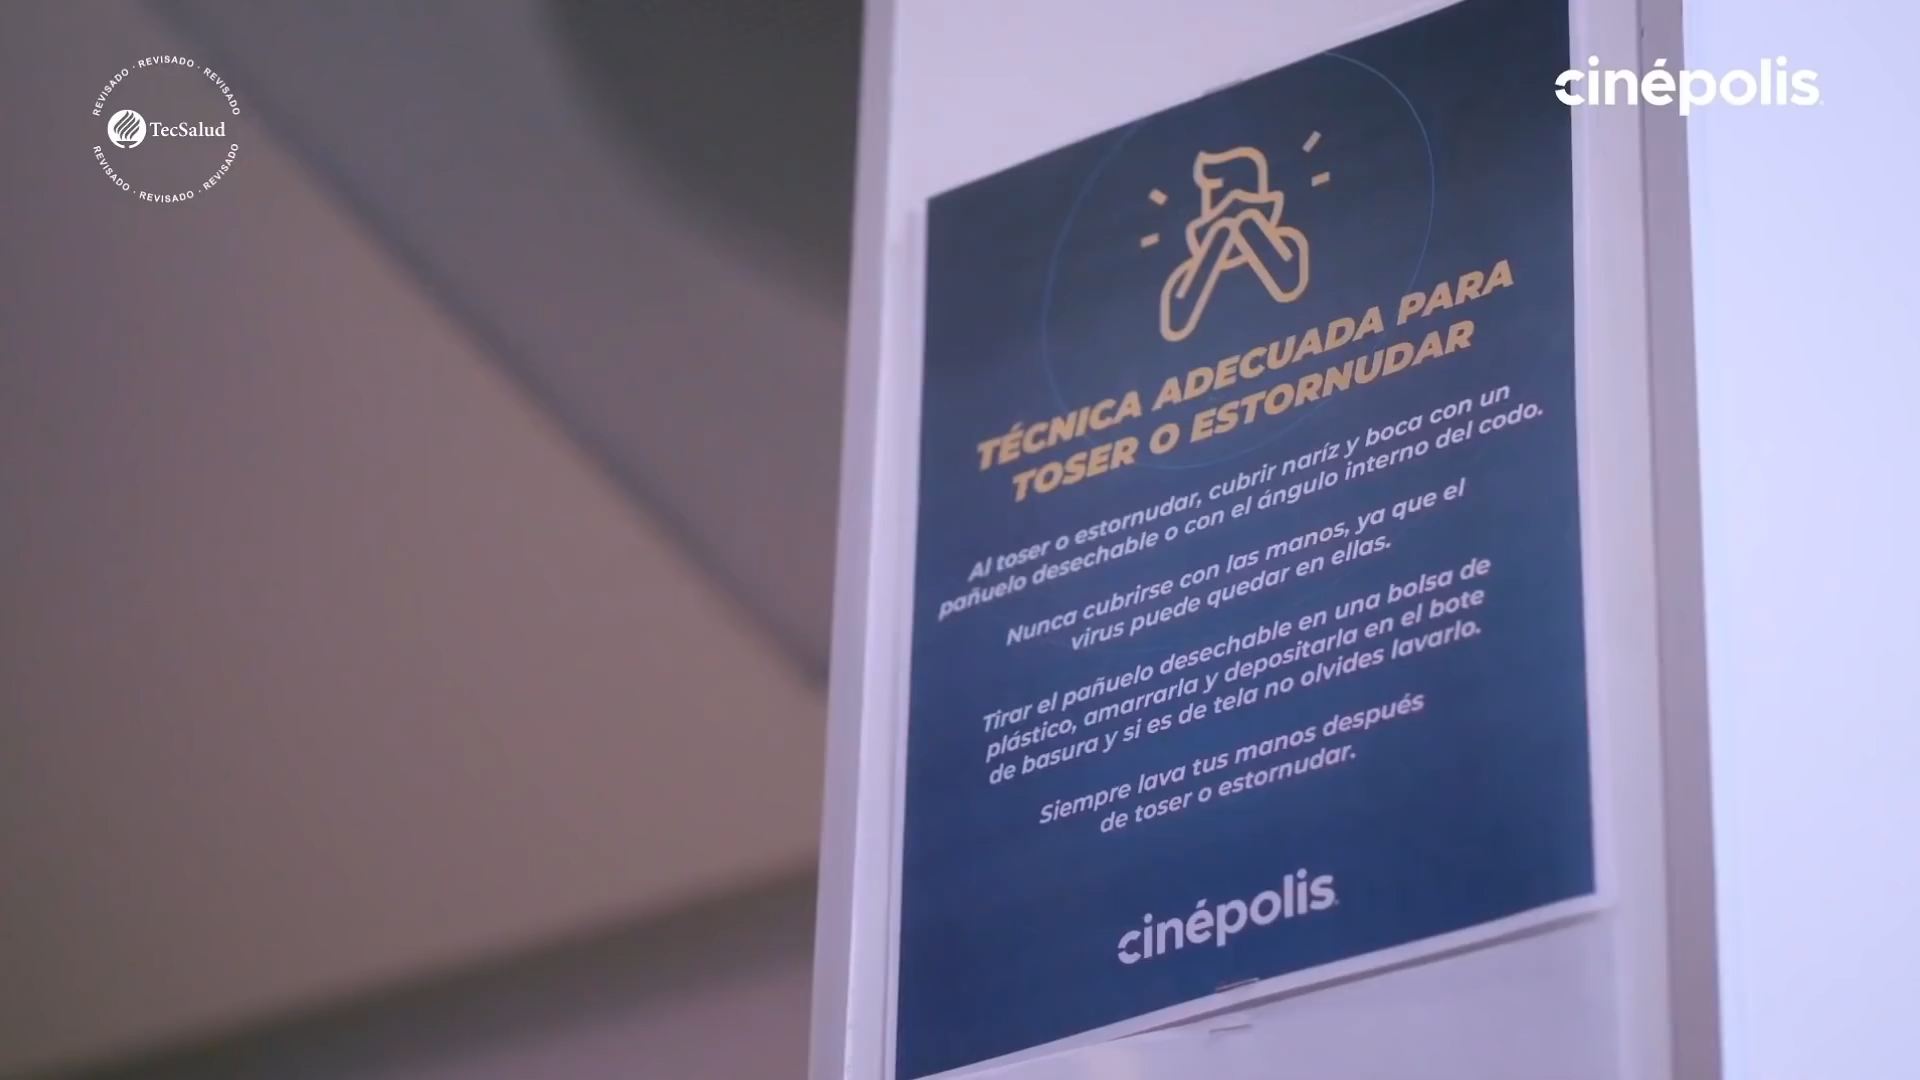 REVISADO · REVISADO · REVISADO
TecSalud
REVISADO · REVISADO · REVISADO
cinépolis
TÉCNICA ADECUADA PARA
TOSER O ESTORNUDAR
Al toser o estornudar, cubrir naríz y boca con un
pañuelo desechable o con el ángulo interno del codo.
Nunca cubrirse con las manos, ya que el
virus puede quedar en ellas.
Tirar el pañuelo desechable en una bolsa de
plástico, amarrarla y depositarla en el bote
de basura y si es de tela no olvides lavarlo.
Siempre lava tus manos después
de toser o estornudar.
cinépolis